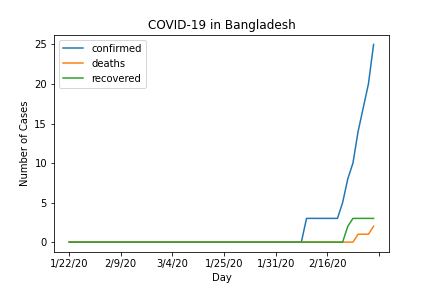 COVID-19 in Bangladesh
confirmed
deaths
recovered
Number of Cases
25
20
15
10
5
0
1/22/20 2/9/20 3/4/20 1/25/20 1/31/20 2/16/20
Day